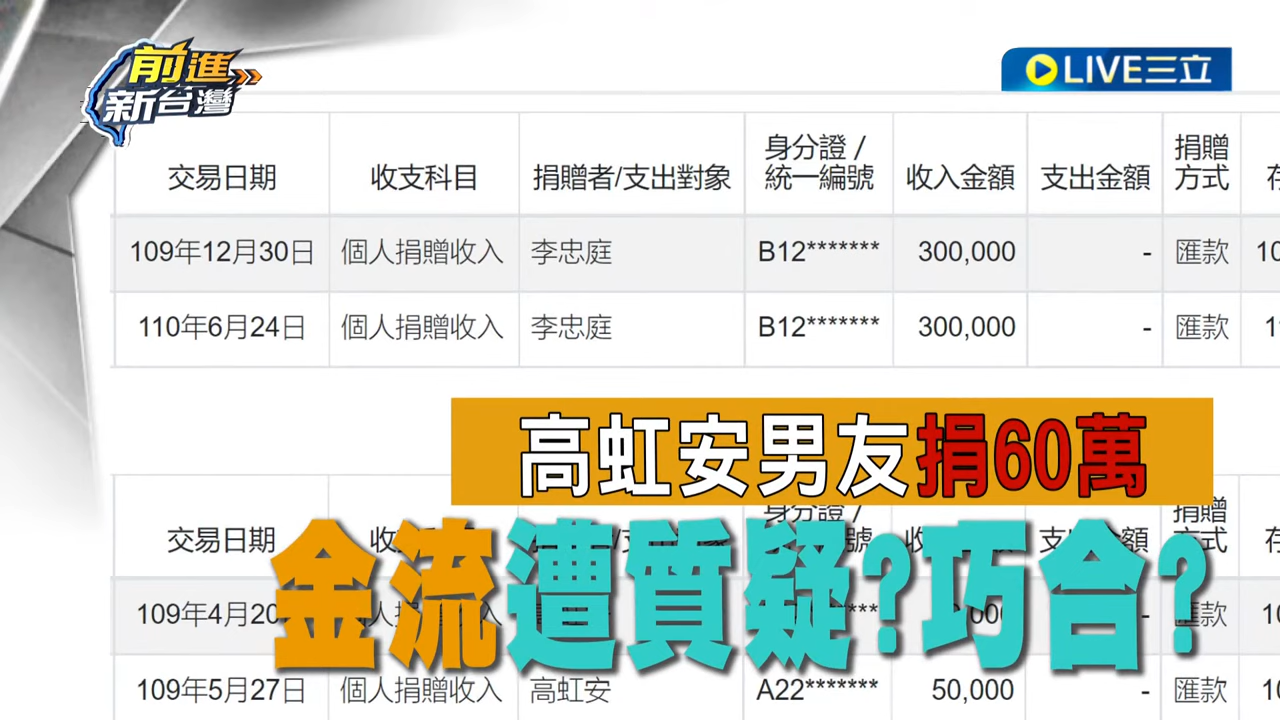 前進
新台灣
LIVE三立
交易日期 收支科目 捐贈者/支出對象 身分證 / 統一編號 收入金額 支出金額 捐贈方式
109年12月30日 個人捐贈收入 李忠庭 B12******* 300,000 - 匯款
110年6月24日 個人捐贈收入 李忠庭 B12******* 300,000 - 匯款
高虹安男友捐60萬
交易日期
金流遭質疑?巧合?
109年4月20 匯款
109年5月27日 個人捐贈收入 高虹安 A22******* 50,000 - 匯款